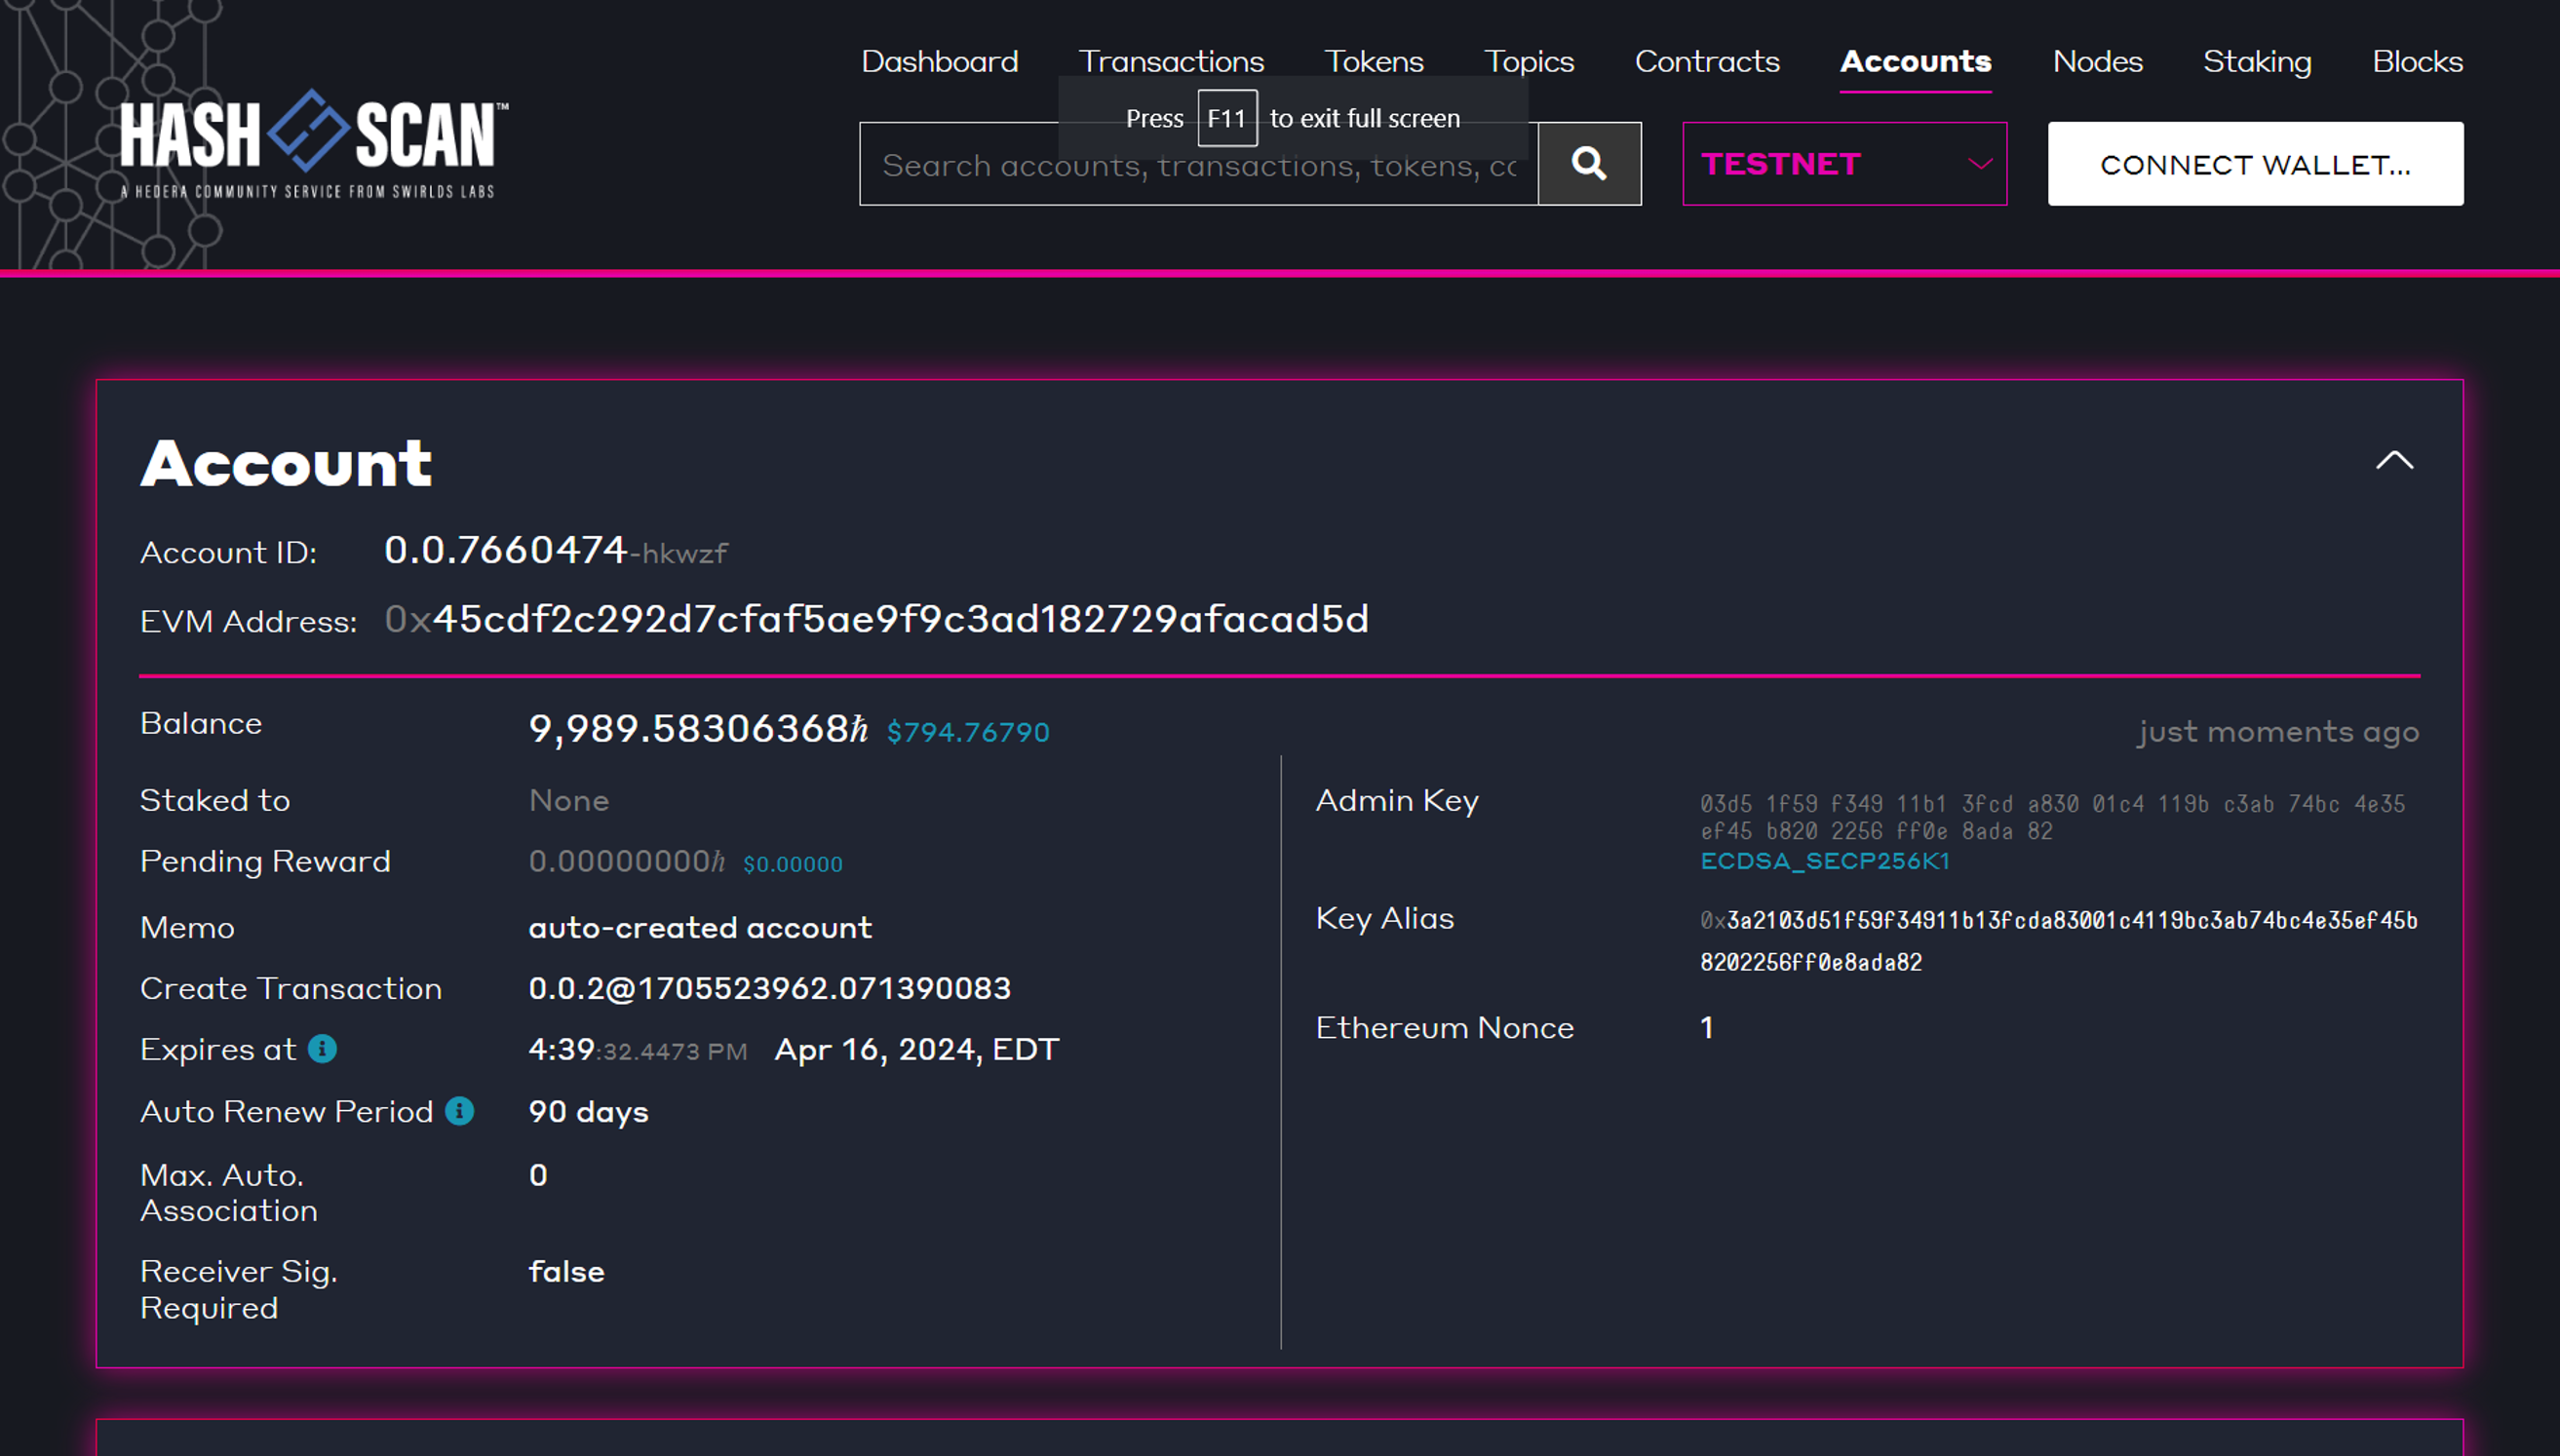 Dashboard Transactions Tokens Topics Contracts Accounts Nodes Staking Blocks
HASH SCAN™
A HEDERA COMMUNITY SERVICE FROM SWIRLDS LABS
Press F11 to exit full screen
Search accounts, transactions, tokens, cc
TESTNET
CONNECT WALLET...
Account
Account ID: 0.0.7660474-hkwzf
EVM Address: 0x45cdf2c292d7cfaf5ae9f9c3ad182729afacad5d
Balance 9,989.58306368ℏ $794.76790 just moments ago
Staked to None
Pending Reward 0.00000000ℏ $0.00000
Memo auto-created account
Create Transaction 0.0.2@1705523962.071390083
Expires at 4:39:32.4473 PM Apr 16, 2024, EDT
Auto Renew Period 90 days
Max. Auto.
Association
0
Receiver Sig.
Required
false
Admin Key
03d5 1f59 f349 11b1 3fcd a830 01c4 119b c3ab 74bc 4e35
ef45 b820 2256 ff0e 8ada 82
ECDSA_SECP256K1
Key Alias
0x3a2103d51f59f34911b13fcda83001c4119bc3ab74bc4e35ef45b
8202256ff0e8ada82
Ethereum Nonce 1